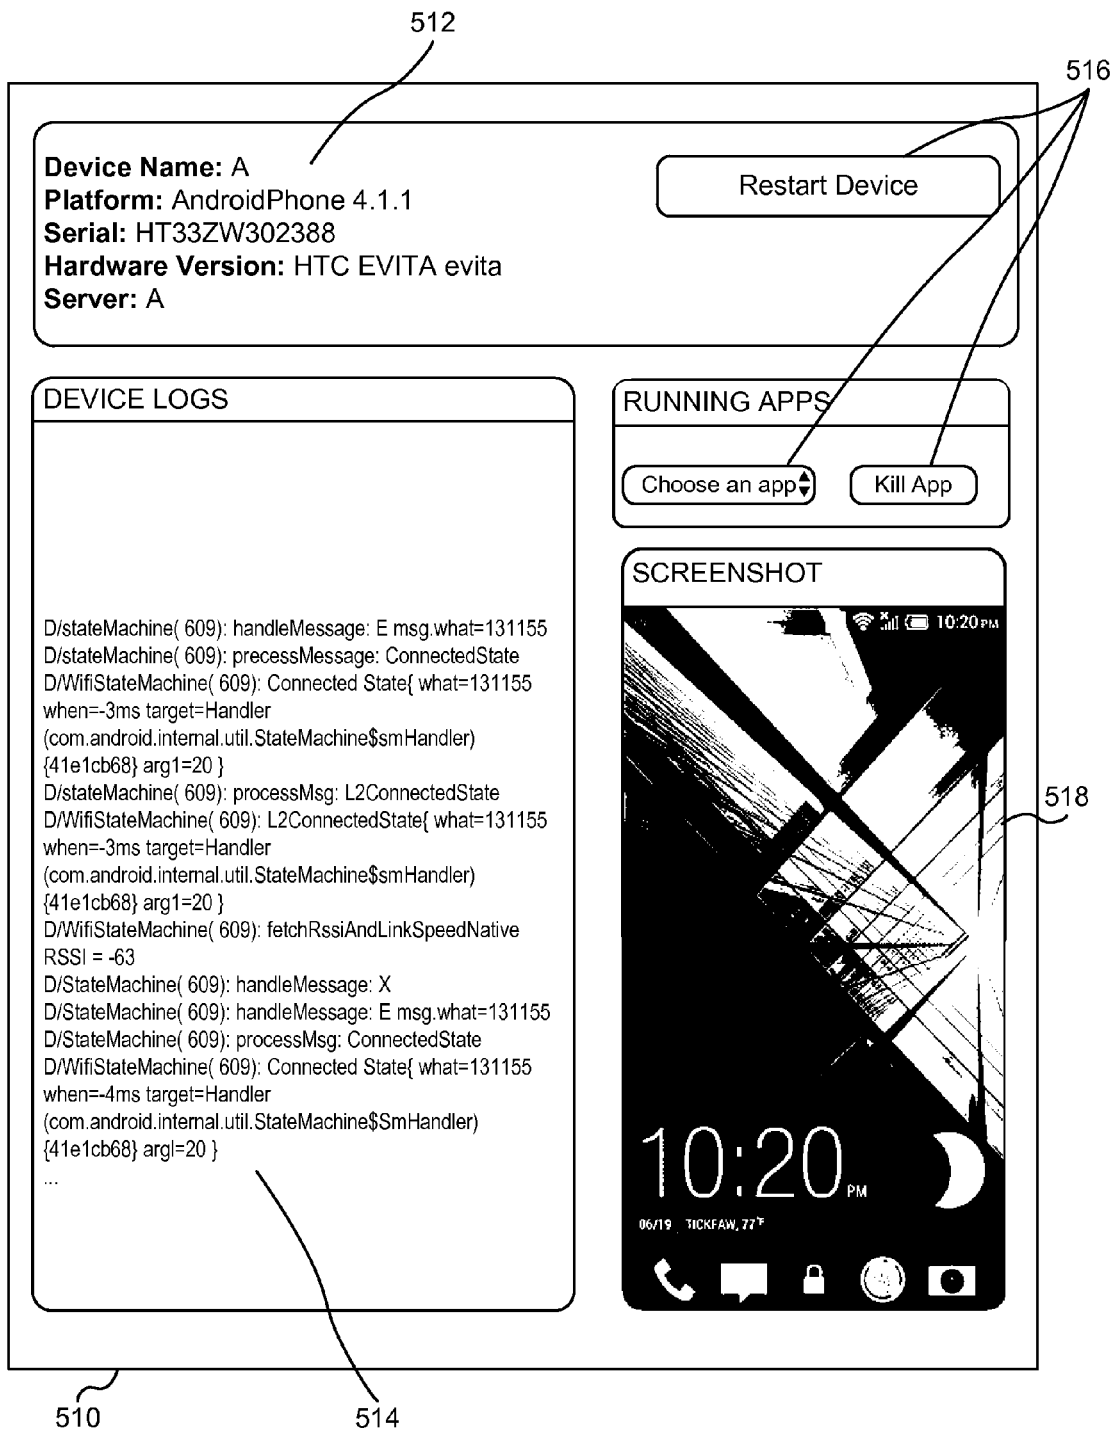 512
516
Device Name: A
Platform: AndroidPhone 4.1.1
Serial: HT33ZW302388
Hardware Version: HTC EVITA evita
Server: A
Restart Device
DEVICE LOGS
D/stateMachine( 609): handleMessage: E msg.what=131155
D/stateMachine( 609): precessMessage: ConnectedState
D/WifiStateMachine( 609): Connected State{ what=131155
when=-3ms target=Handler
(com.android.internal.util.StateMachine$smHandler)
{41e1cb68} arg1=20 }
D/stateMachine( 609): processMsg: L2ConnectedState
D/WifiStateMachine( 609): L2ConnectedState{ what=131155
when=-3ms target=Handler
(com.android.internal.util.StateMachine$smHandler)
{41e1cb68} arg1=20 }
D/WifiStateMachine( 609): fetchRssiAndLinkSpeedNative
RSSI = -63
D/StateMachine( 609): handleMessage: X
D/StateMachine( 609): handleMessage: E msg.what=131155
D/StateMachine( 609): processMsg: ConnectedState
D/WifiStateMachine( 609): Connected State{ what=131155
when=-4ms target=Handler
(com.android.internal.util.StateMachine$SmHandler)
{41e1cb68} argl=20 }
...
RUNNING APPS
Choose an app
Kill App
SCREENSHOT
10:20 PM
518
10:20 PM
06/19 TICKFAW, 77°F
510
514